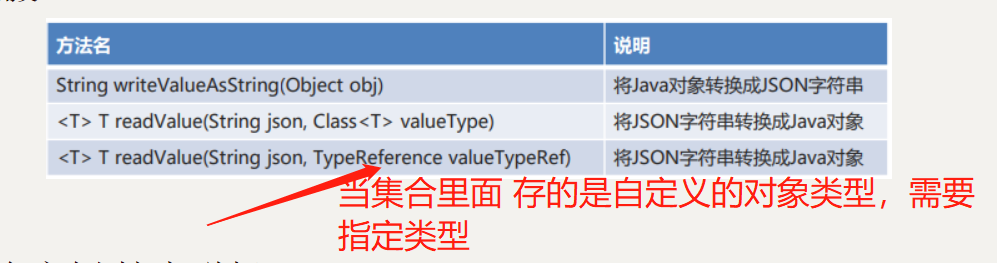 方法名 说明
String writeValueAsString(Object obj) 将Java对象转换成JSON字符串
<T> T readValue(String json, Class<T> valueType) 将JSON字符串转换成Java对象
<T> T readValue(String json, TypeReference valueTypeRef) 将JSON字符串转换成Java对象
当集合里面 存的是自定义的对象类型，需要
指定类型